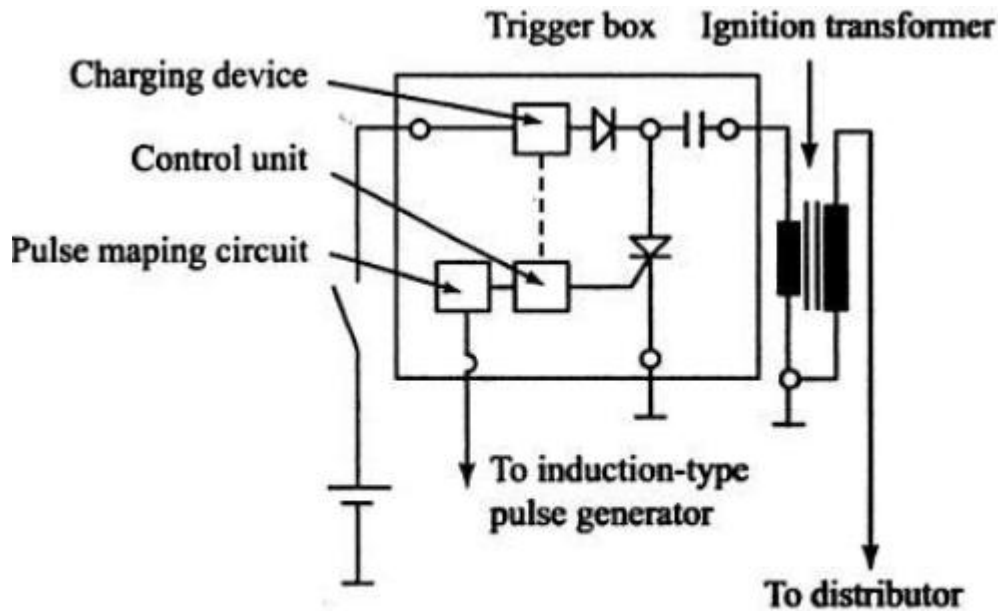 Trigger box
Ignition transformer
Charging device
Control unit
Pulse maping circuit
To induction-type
pulse generator
To distributor